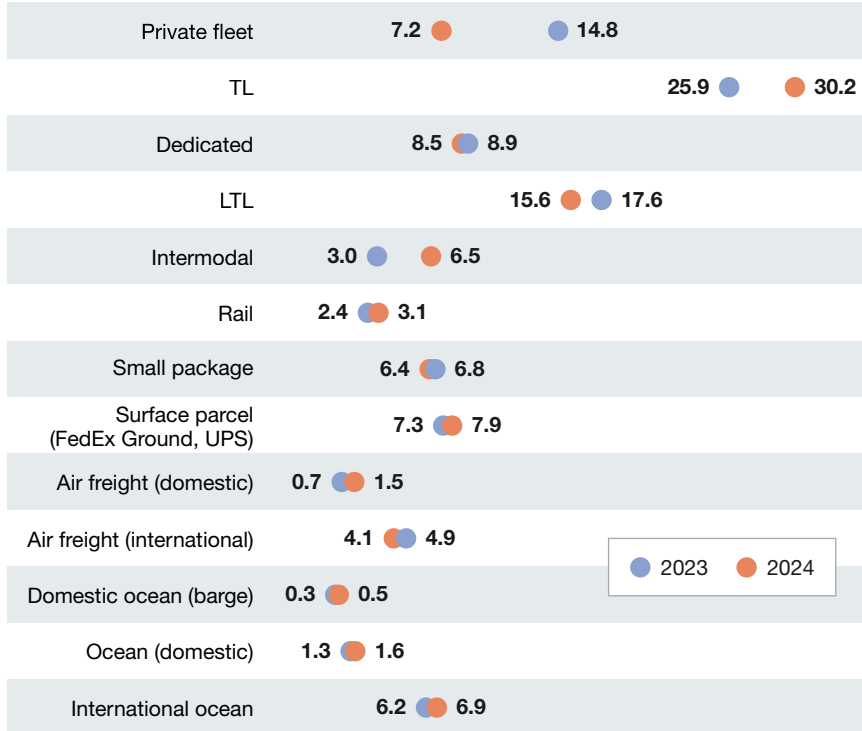 Private fleet 7.2 14.8
TL 25.9 30.2
Dedicated 8.5 8.9
LTL 15.6 17.6
Intermodal 3.0 6.5
Rail 2.4 3.1
Small package 6.4 6.8
Surface parcel
(FedEx Ground, UPS) 7.3 7.9
Air freight (domestic) 0.7 1.5
Air freight (international) 4.1 4.9
2023 2024
Domestic ocean (barge) 0.3 0.5
Ocean (domestic) 1.3 1.6
International ocean 6.2 6.9